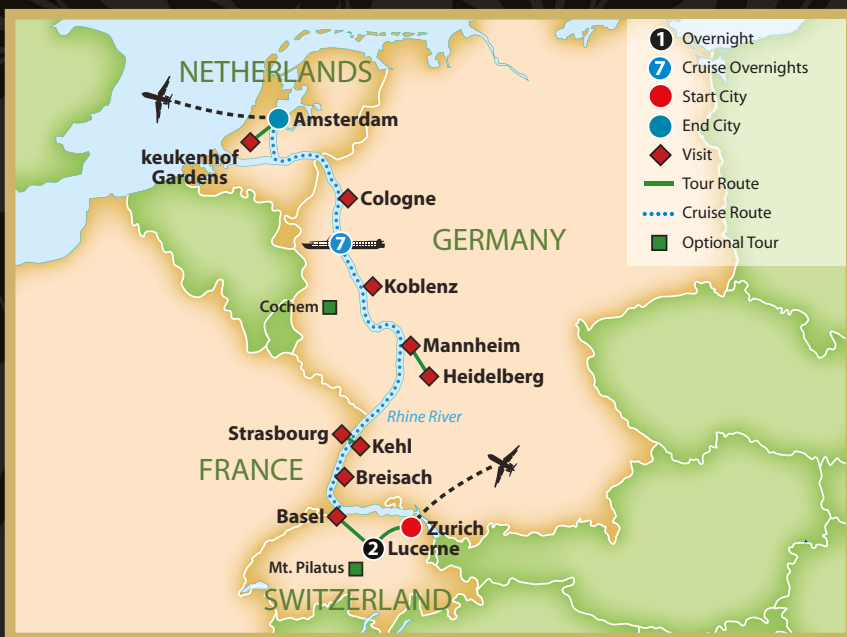 1 Overnight
7 Cruise Overnights
Start City
End City
Visit
Tour Route
Cruise Route
Optional Tour
NETHERLANDS
Amsterdam
keukenhof
Gardens
Cologne
7
GERMANY
Koblenz
Cochem
Mannheim
Heidelberg
Rhine River
Strasbourg
Kehl
FRANCE
Breisach
Basel
Zurich
2 Lucerne
Mt. Pilatus
SWITZERLAND